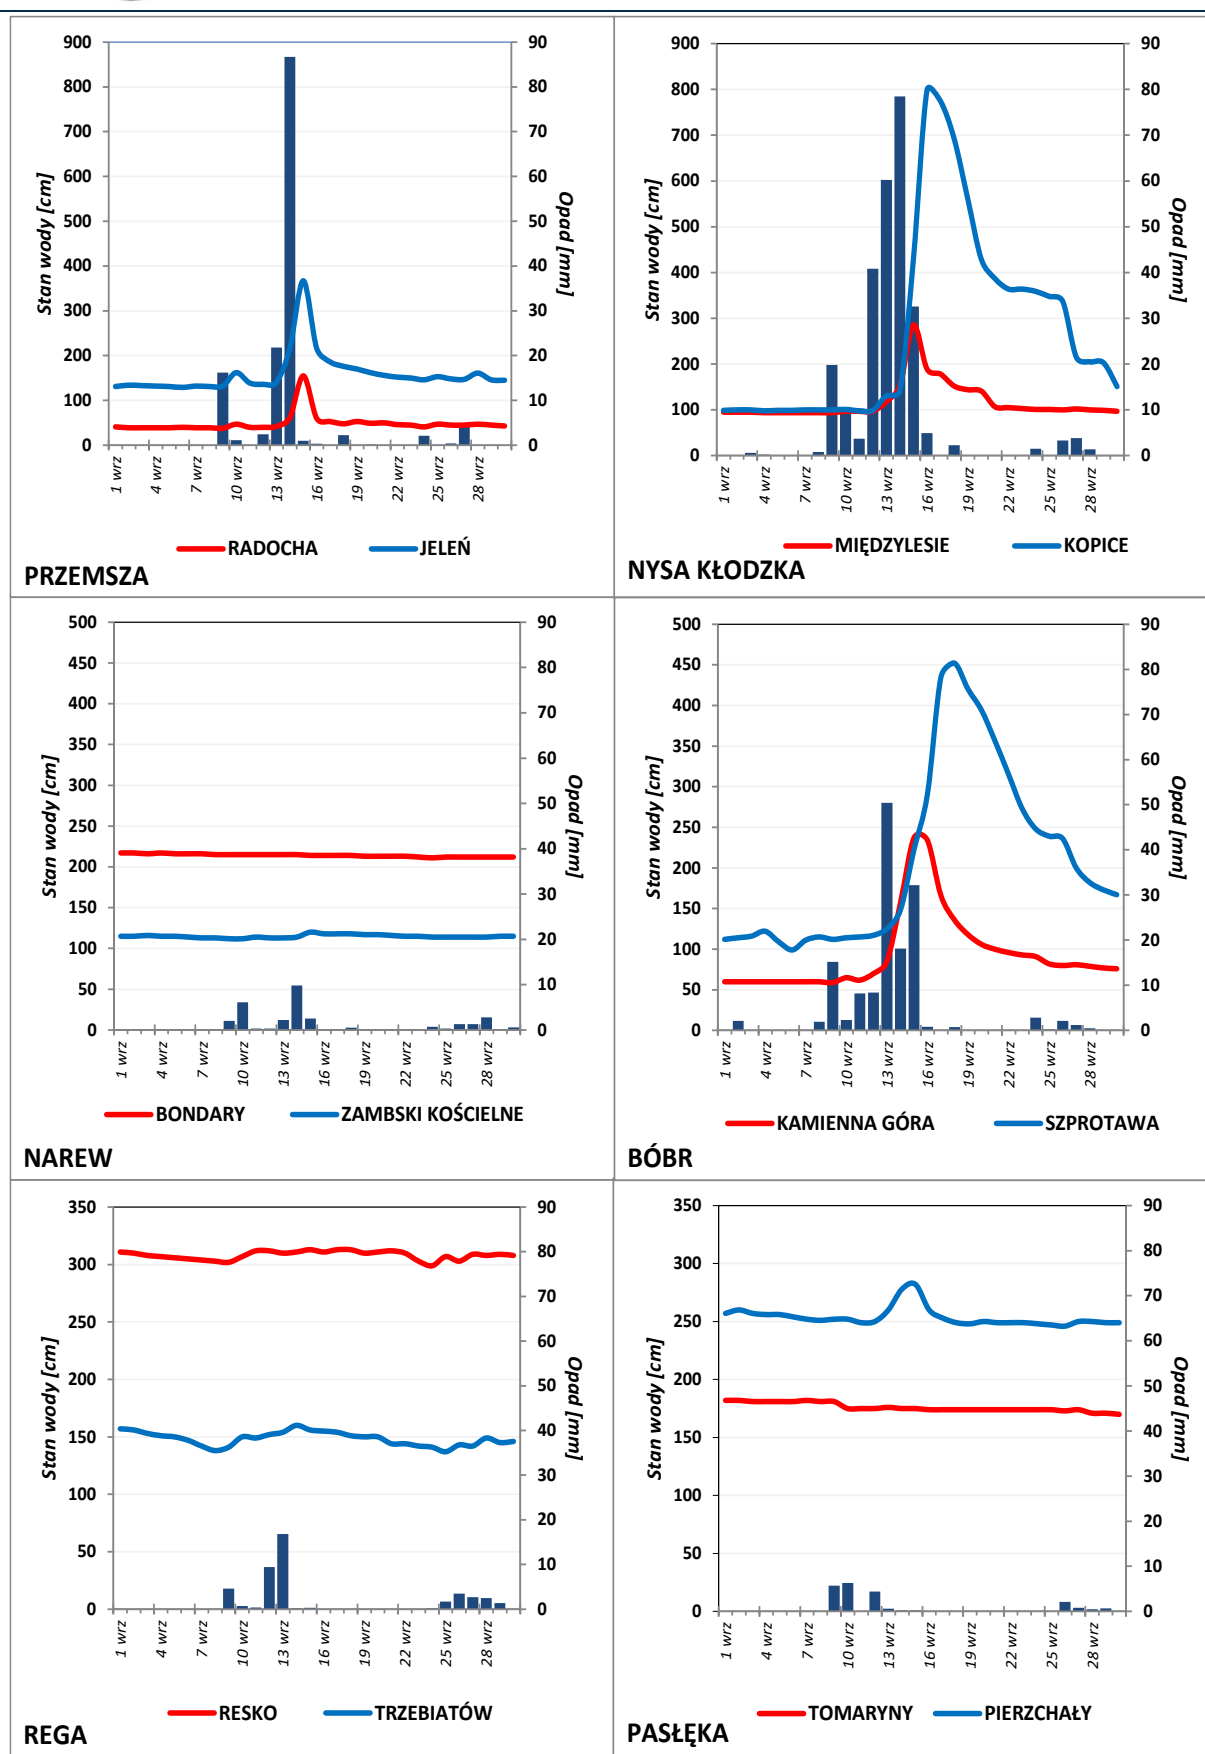 900
800
700
600
500
400
300
200
100
0
Stan wody [cm]
90
80
70
60
50
40
30
20
10
0
Opad [mm]
1 wrz
4 wrz
7 wrz
10 wrz
13 wrz
16 wrz
19 wrz
22 wrz
25 wrz
28 wrz
RADOCHA JELEŃ
PRZEMSZA
900
800
700
600
500
400
300
200
100
0
Stan wody [cm]
90
80
70
60
50
40
30
20
10
0
Opad [mm]
1 wrz
4 wrz
7 wrz
10 wrz
13 wrz
16 wrz
19 wrz
22 wrz
25 wrz
28 wrz
MIĘDZYLESIE KOPICE
NYSA KŁODZKA
500
450
400
350
300
250
200
150
100
50
0
Stan wody [cm]
90
80
70
60
50
40
30
20
10
0
Opad [mm]
1 wrz
4 wrz
7 wrz
10 wrz
13 wrz
16 wrz
19 wrz
22 wrz
25 wrz
28 wrz
BONDARY ZAMBSKI KOŚCIELNE
NAREW
500
450
400
350
300
250
200
150
100
50
0
Stan wody [cm]
90
80
70
60
50
40
30
20
10
0
Opad [mm]
1 wrz
4 wrz
7 wrz
10 wrz
13 wrz
16 wrz
19 wrz
22 wrz
25 wrz
28 wrz
KAMIENNA GÓRA SZPROTAWA
BÓBR
350
300
250
200
150
100
50
0
Stan wody [cm]
90
80
70
60
50
40
30
20
10
0
Opad [mm]
1 wrz
4 wrz
7 wrz
10 wrz
13 wrz
16 wrz
19 wrz
22 wrz
25 wrz
28 wrz
RESKO TRZEBIATÓW
REGA
350
300
250
200
150
100
50
0
Stan wody [cm]
90
80
70
60
50
40
30
20
10
0
Opad [mm]
1 wrz
4 wrz
7 wrz
10 wrz
13 wrz
16 wrz
19 wrz
22 wrz
25 wrz
28 wrz
TOMARYNY PIERZCHAŁY
PASŁĘKA